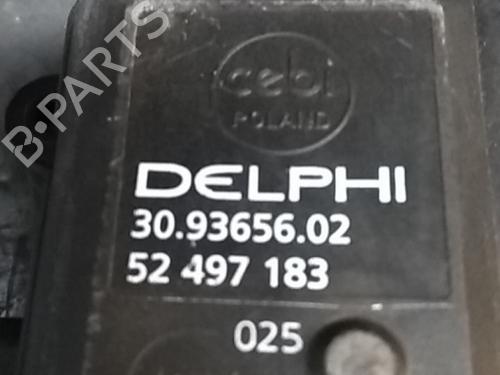 cebi
POLAND
DELPHI
30.93656.02
52 497 183
025
B-PARTS